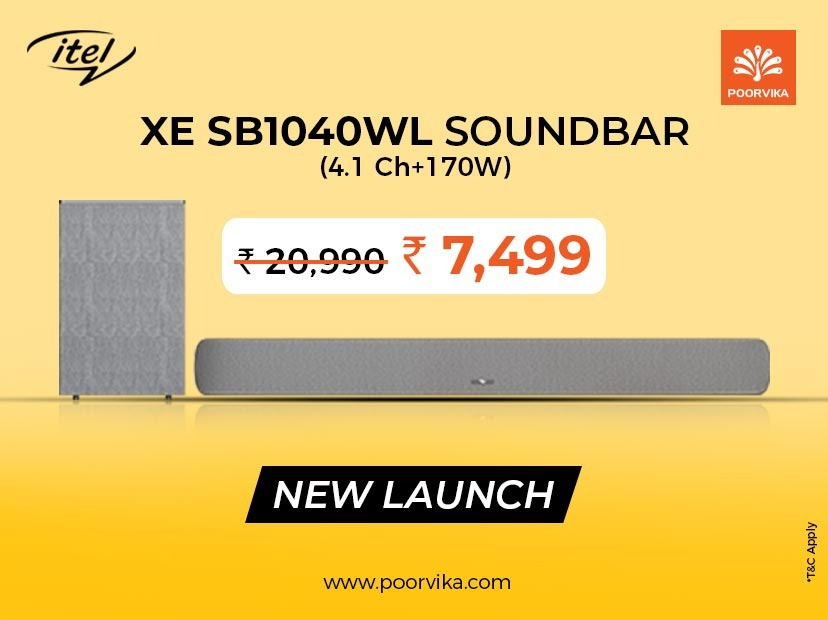 itel
POORVIKA
XE SB1040WL SOUNDBAR
(4.1 Ch+170W)
₹ 20,990 ₹ 7,499
NEW LAUNCH
www.poorvika.com
*T&C Apply